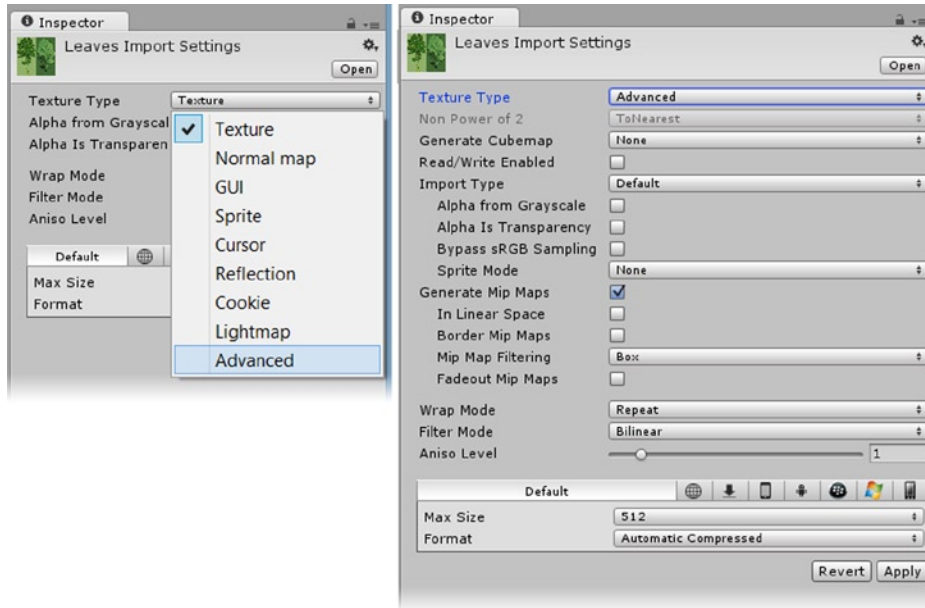 Inspector
Leaves Import Settings
Open
Texture Type Texture
Alpha from Grayscal
Alpha Is Transparen
Wrap Mode
Filter Mode
Aniso Level
Default
Max Size
Format
Texture
Normal map
GUI
Sprite
Cursor
Reflection
Cookie
Lightmap
Advanced
Inspector
Leaves Import Settings
Open
Texture Type Advanced
Non Power of 2 ToNearest
Generate Cubemap None
Read/Write Enabled
Import Type Default
Alpha from Grayscale
Alpha Is Transparency
Bypass sRGB Sampling
Sprite Mode None
Generate Mip Maps
In Linear Space
Border Mip Maps
Mip Map Filtering Box
Fadeout Mip Maps
Wrap Mode Repeat
Filter Mode Bilinear
Aniso Level 1
Default
Max Size 512
Format Automatic Compressed
Revert Apply